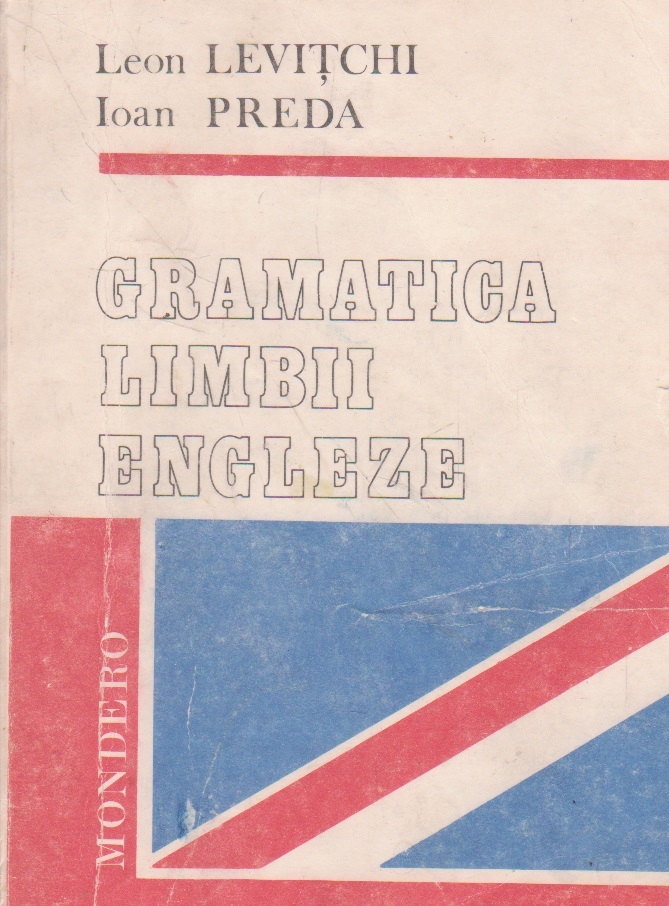 Leon LEVIȚCHI
Ioan PREDA
GRAMATICA
LIMBII
ENGLEZE
MONDERO